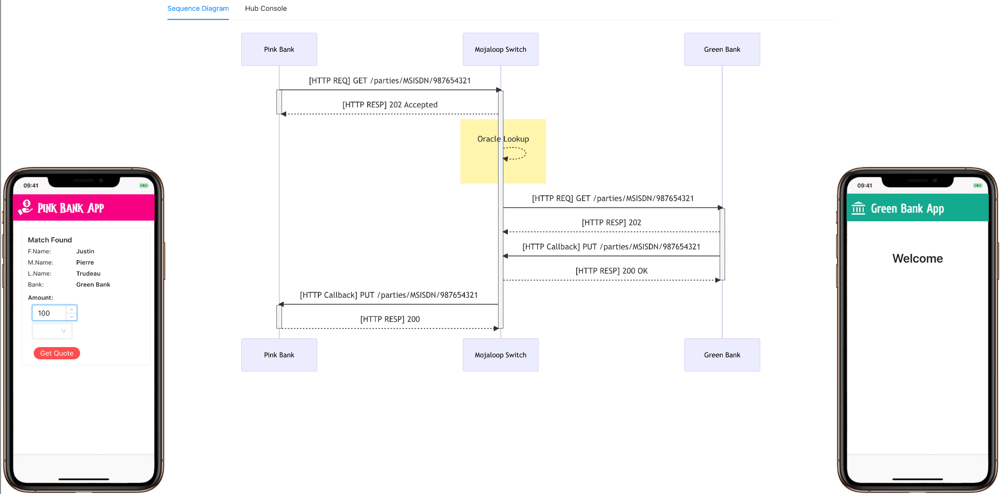 Sequence Diagram Hub Console
Pink Bank Mojaloop Switch Green Bank
[HTTP REQ] GET /parties/MSISDN/987654321
[HTTP RESP] 202 Accepted
Oracle Lookup
[HTTP REQ] GET /parties/MSISDN/987654321
[HTTP RESP] 202
[HTTP Callback] PUT /parties/MSISDN/987654321
[HTTP RESP] 200 OK
[HTTP Callback] PUT /parties/MSISDN/987654321
[HTTP RESP] 200
Pink Bank Mojaloop Switch Green Bank
09:41
PINK BANK APP
Match Found
F.Name: Justin
M.Name: Pierre
L.Name: Trudeau
Bank: Green Bank
Amount:
100
Get Quote
09:41
Green Bank App
Welcome